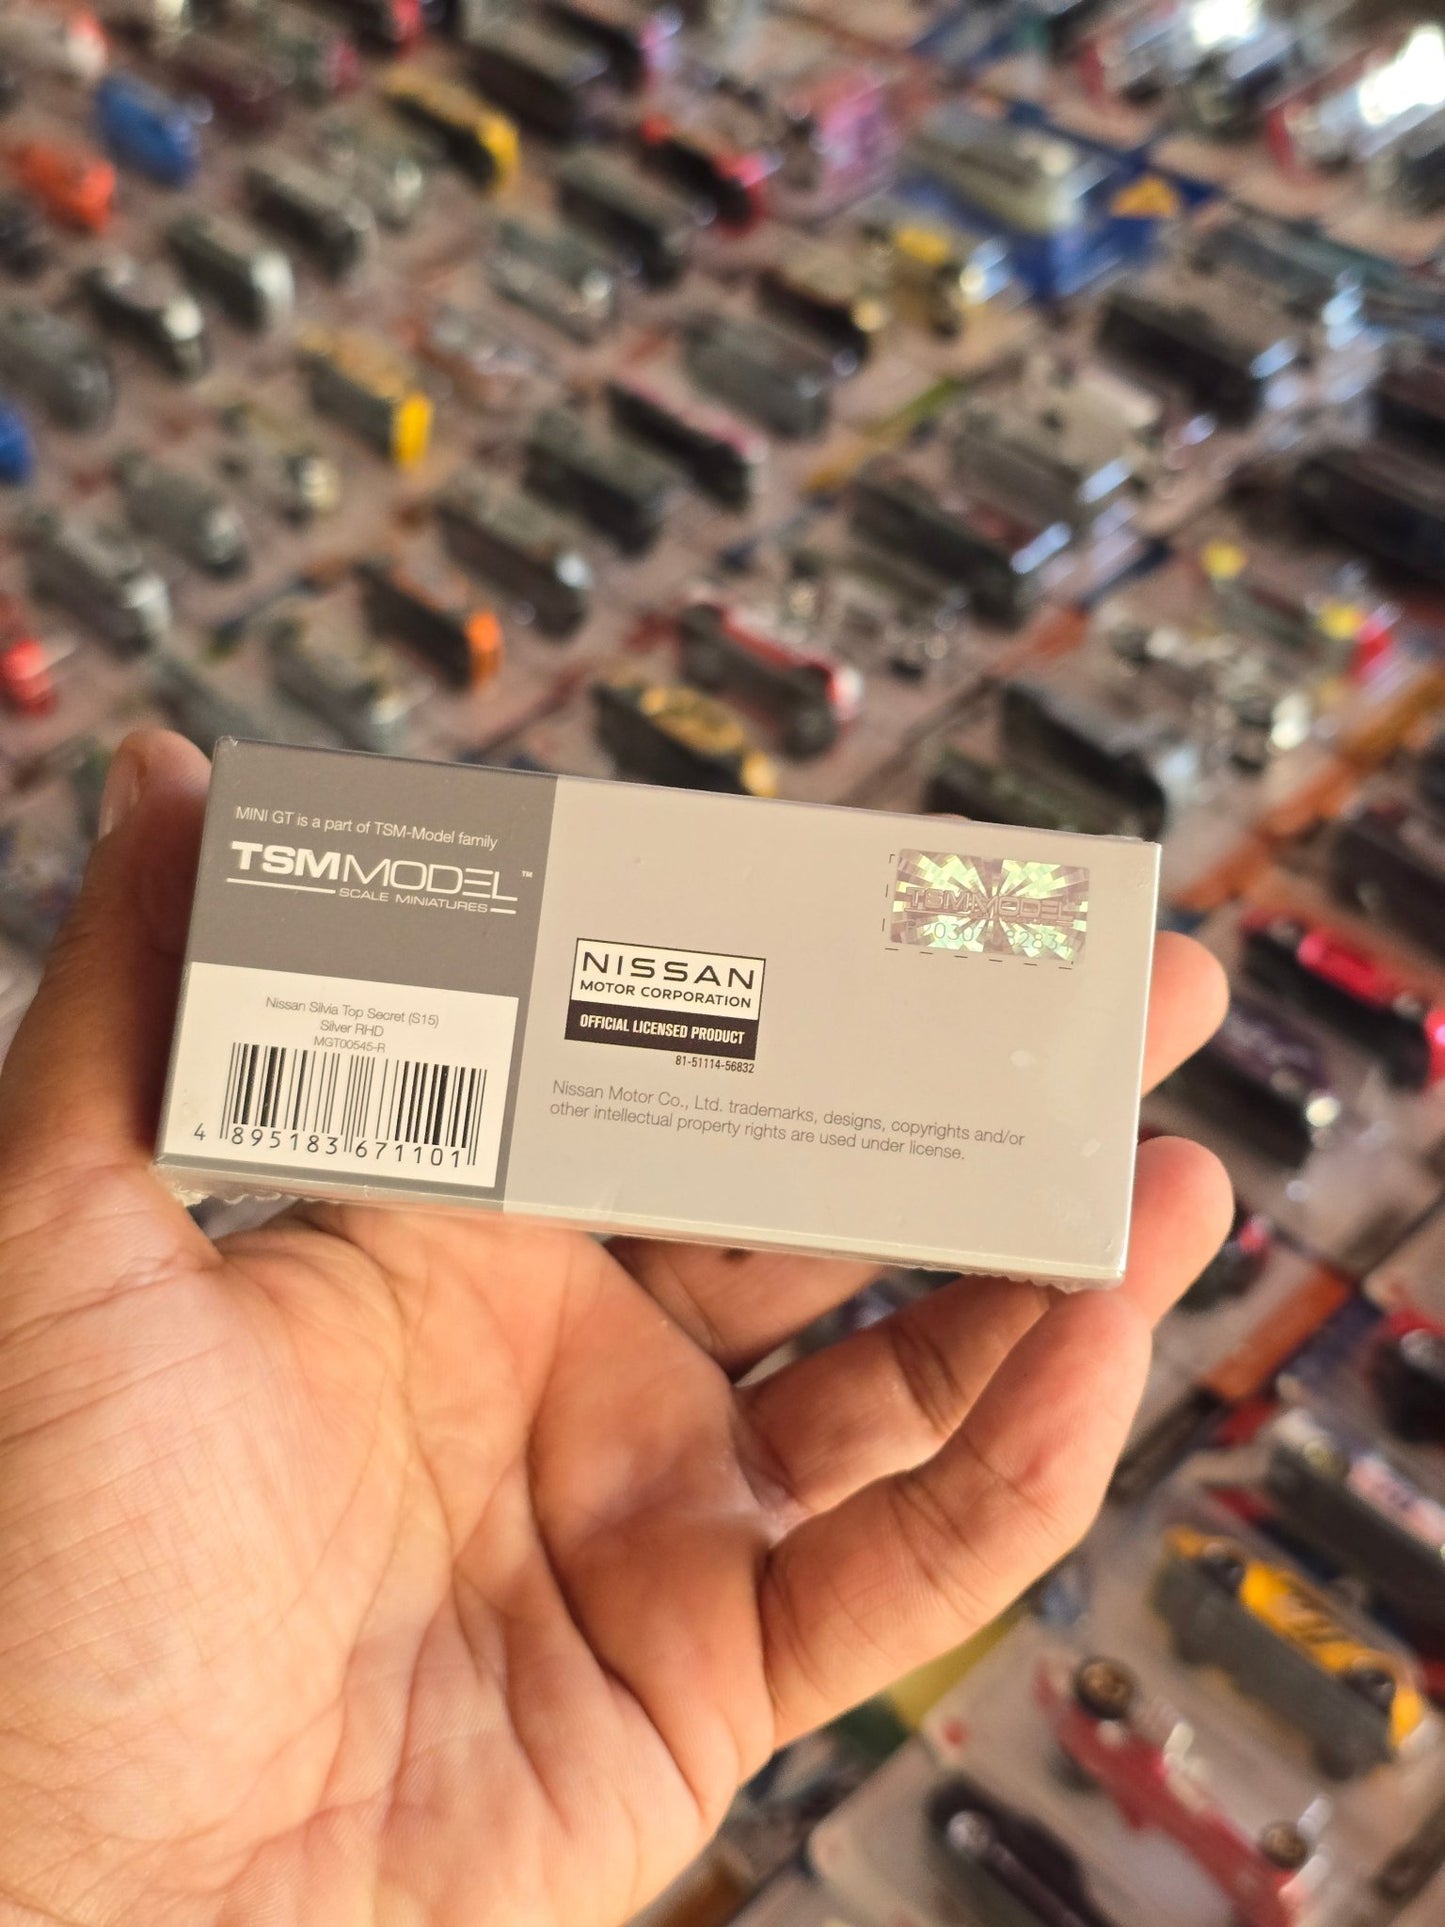 MINI GT is a part of TSM-Model family
TSMMODEL™
SCALE MINIATURES
Nissan Silvia Top Secret (S15)
Silver RHD
MGT00545-R
4 895183 671101
NISSAN
MOTOR CORPORATION
OFFICIAL LICENSED PRODUCT
81-51114-56832
Nissan Motor Co., Ltd. trademarks, designs, copyrights and/or
other intellectual property rights are used under license.
TSMMODEL